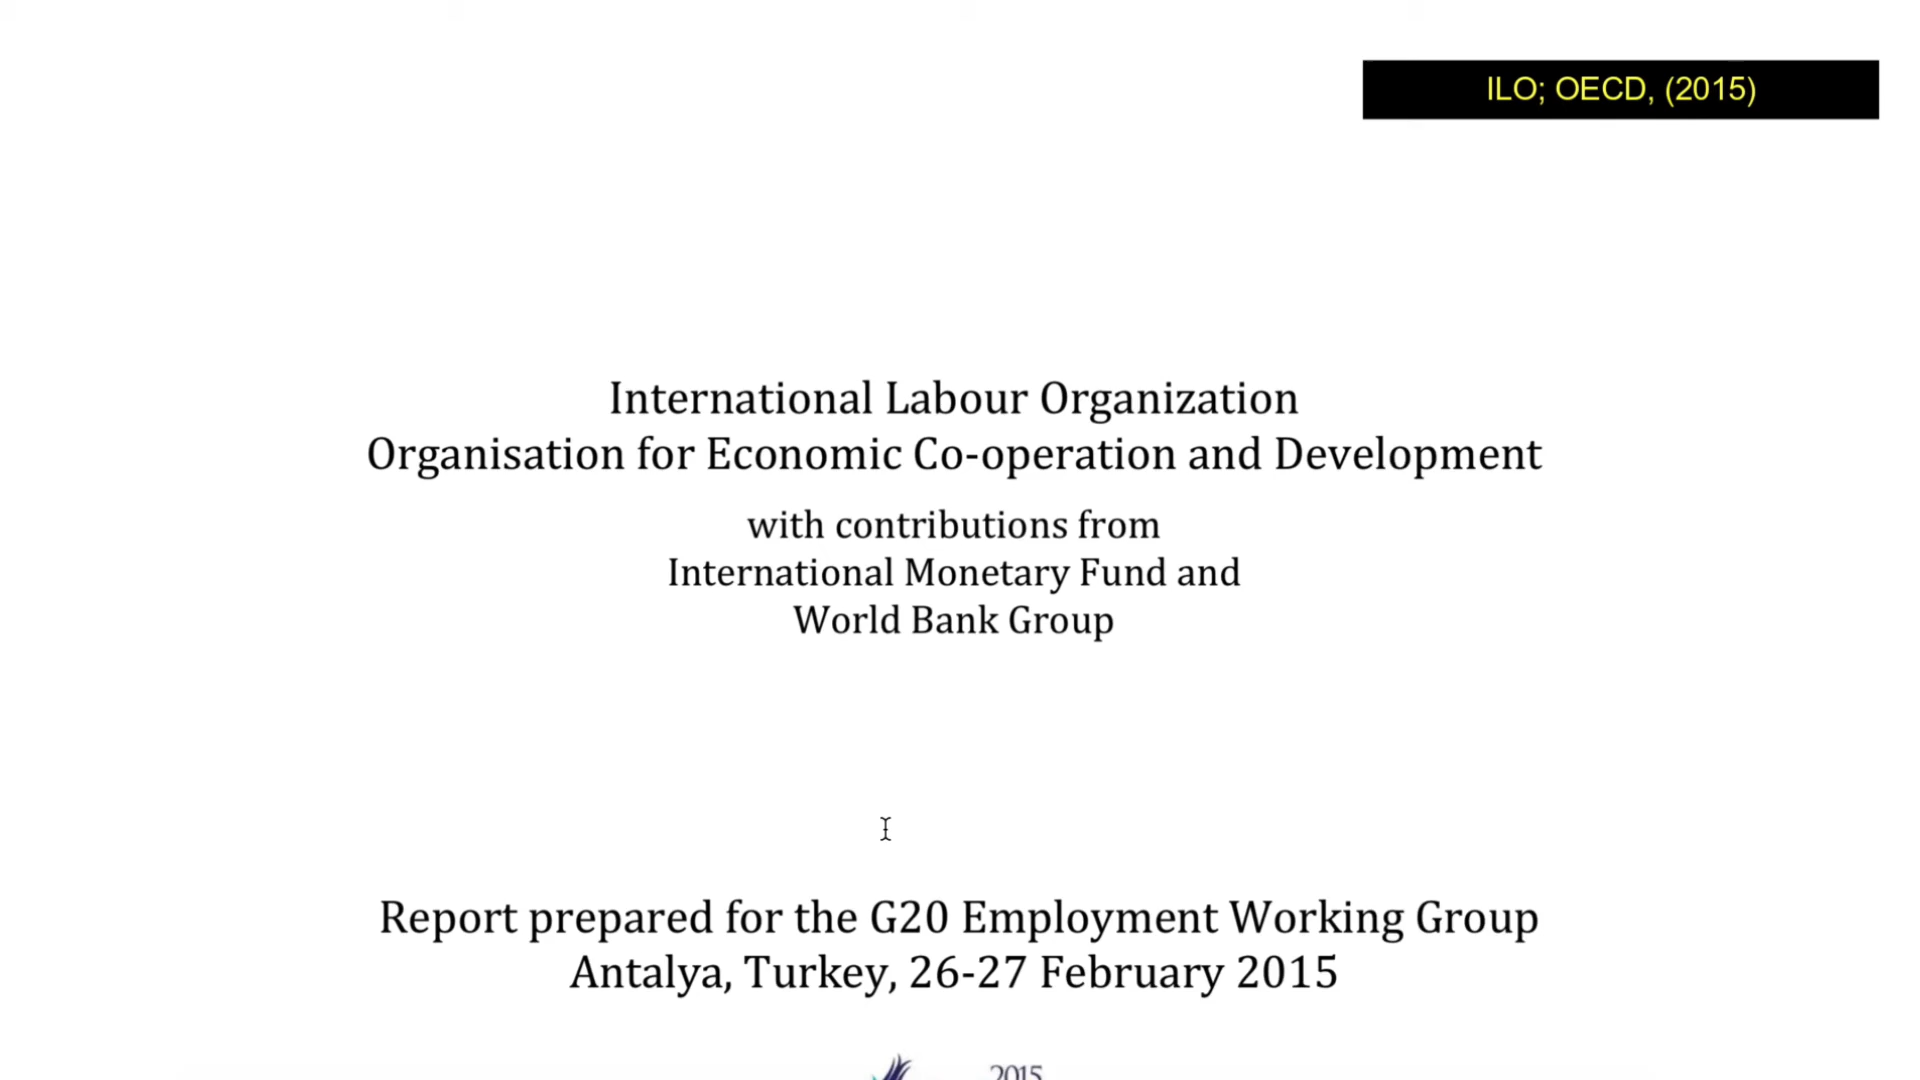 ILO; OECD, (2015)
International Labour Organization
Organisation for Economic Co-operation and Development
with contributions from
International Monetary Fund and
World Bank Group
Report prepared for the G20 Employment Working Group
Antalya, Turkey, 26-27 February 2015
2015